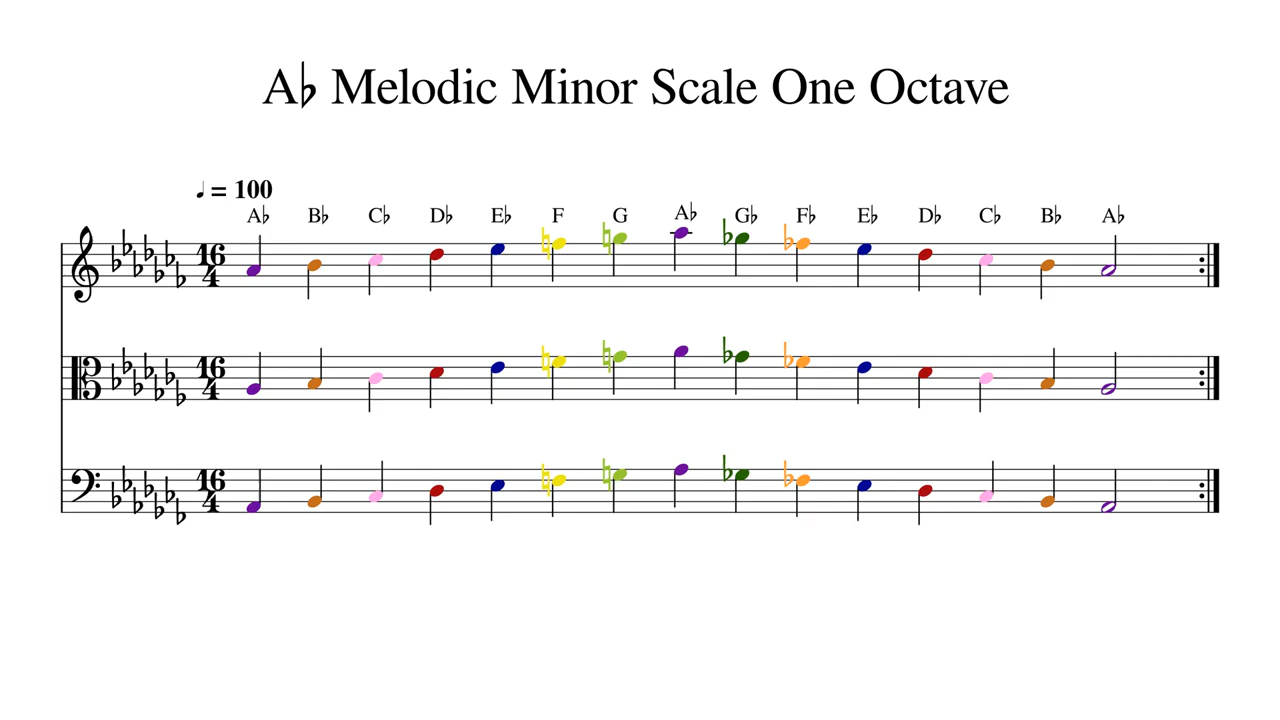 A♭ Melodic Minor Scale One Octave
♩ = 100
A♭ B♭ C♭ D♭ E♭ F G A♭ G♭ F♭ E♭ D♭ C♭ B♭ A♭
16
4
16
4
16
4